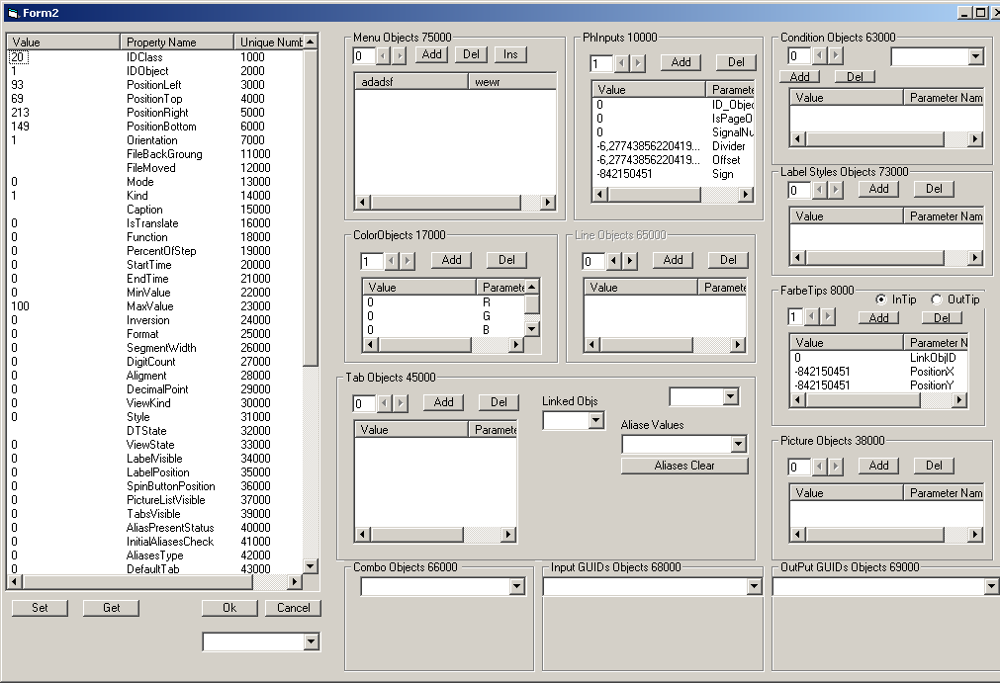 Form2
Value Property Name Unique Numb
20 IDClass 1000
1 IDObject 2000
93 PositionLeft 3000
69 PositionTop 4000
213 PositionRight 5000
149 PositionBottom 6000
1 Orientation 7000
FileBackGroung 11000
FileMoved 12000
0 Mode 13000
1 Kind 14000
Caption 15000
0 IsTranslate 16000
0 Function 18000
0 PercentOfStep 19000
0 StartTime 20000
0 EndTime 21000
0 MinValue 22000
100 MaxValue 23000
0 Inversion 24000
0 Format 25000
0 SegmentWidth 26000
0 DigitCount 27000
0 Aligment 28000
0 DecimalPoint 29000
0 ViewKind 30000
0 Style 31000
DTState 32000
0 ViewState 33000
0 LabelVisible 34000
0 LabelPosition 35000
0 SpinButtonPosition 36000
0 PictureListVisible 37000
0 TabsVisible 39000
0 AliasPresentStatus 40000
0 InitialAliasesCheck 41000
0 AliasesType 42000
0 DefaultTab 43000
Set Get Ok Cancel
Menu Objects 75000
0 Add Del Ins
adadsf wewr
PhInputs 10000
1 Add Del
Value Paramete
0 ID_Objec
0 IsPageO
0 SignalNu
-6,27743856220419... Divider
-6,27743856220419... Offset
-842150451 Sign
Condition Objects 63000
0
Add Del
Value Parameter Nam
Label Styles Objects 73000
0 Add Del
Value Parameter Nam
ColorObjects 17000
1 Add Del
Value Paramete
0 R
0 G
0 B
Line Objects 65000
0 Add Del
Value Paramete
FarbeTips 8000
InTip OutTip
1 Add Del
Value Parameter N
0 LinkObjID
-842150451 PositionX
-842150451 PositionY
Tab Objects 45000
0 Add Del
Value Paramete
Linked Objs
Aliase Values
Aliases Clear
Picture Objects 38000
0 Add Del
Value Parameter Nam
Combo Objects 66000
Input GUIDs Objects 68000
OutPut GUIDs Objects 69000